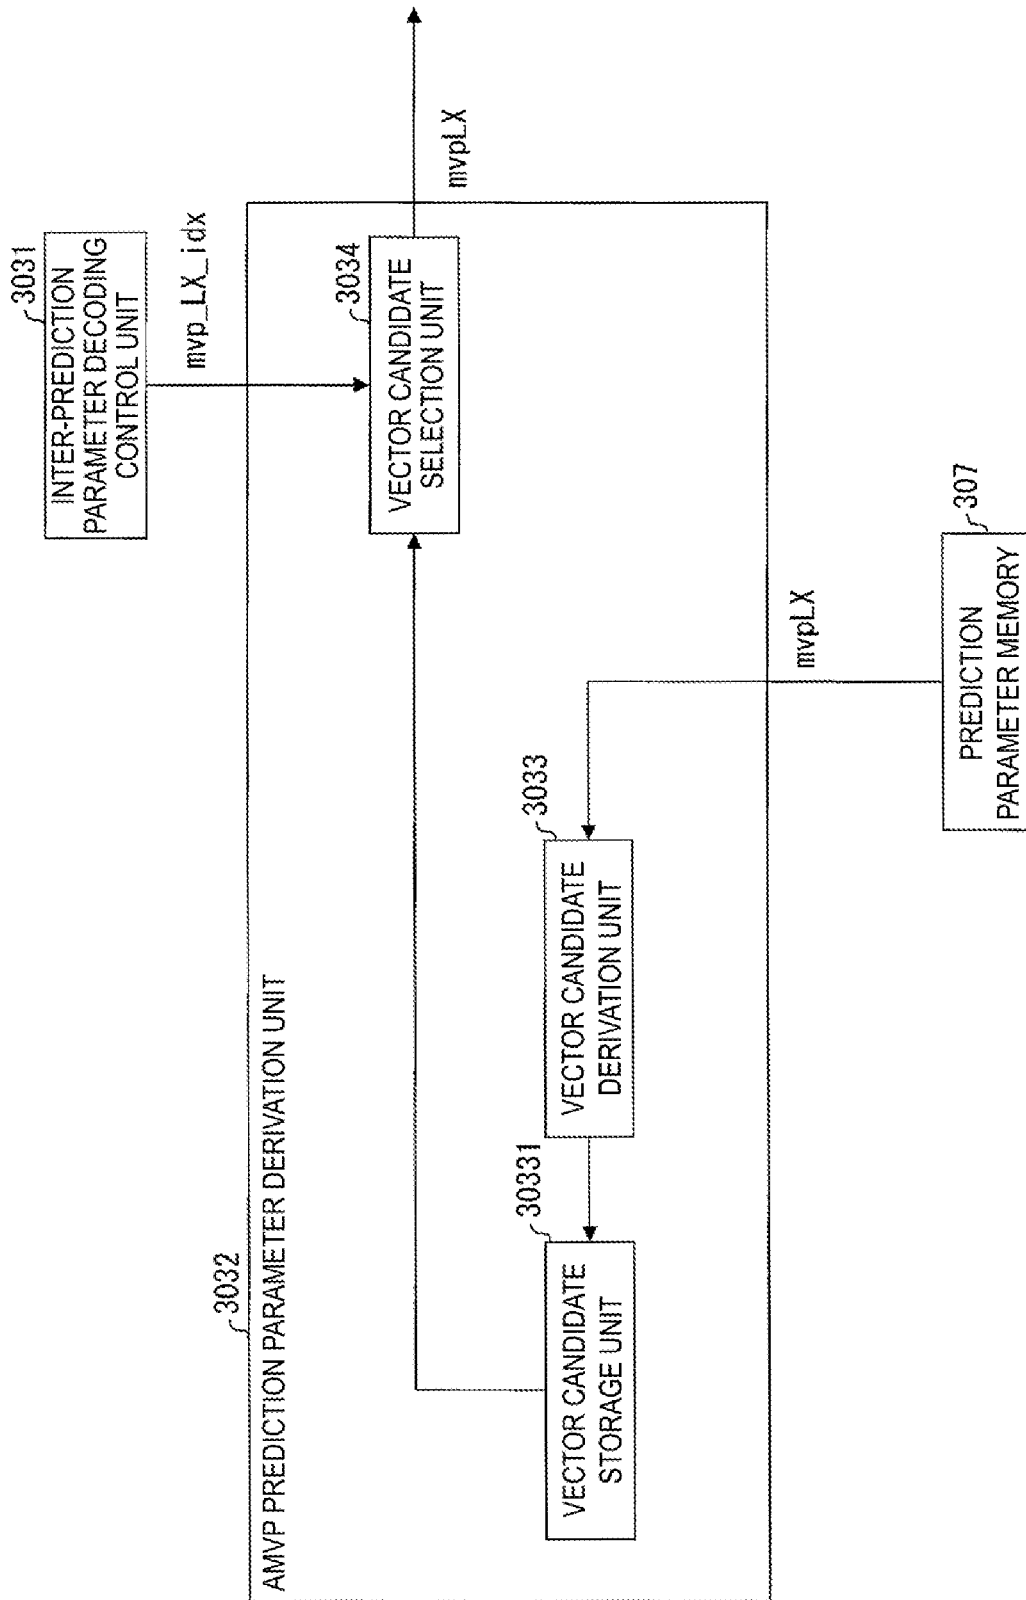 3032
AMVP PREDICTION PARAMETER DERIVATION UNIT
3031
INTER-PREDICTION
PARAMETER DECODING
CONTROL UNIT
mvp_LX_idx
3034
VECTOR CANDIDATE
SELECTION UNIT
mvpLX
30331
VECTOR CANDIDATE
STORAGE UNIT
3033
VECTOR CANDIDATE
DERIVATION UNIT
mvpLX
307
PREDICTION
PARAMETER MEMORY